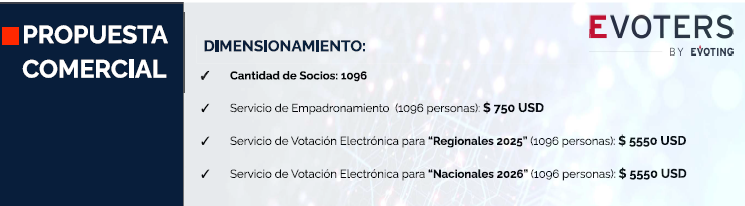 PROPUESTA
COMERCIAL
EVOTERS
BY EVOTING
DIMENSIONAMIENTO:
✓ Cantidad de Socios: 1096
✓ Servicio de Empadronamiento (1096 personas): $ 750 USD
✓ Servicio de Votación Electrónica para “Regionales 2025” (1096 personas): $ 5550 USD
✓ Servicio de Votación Electrónica para “Nacionales 2026” (1096 personas): $ 5550 USD